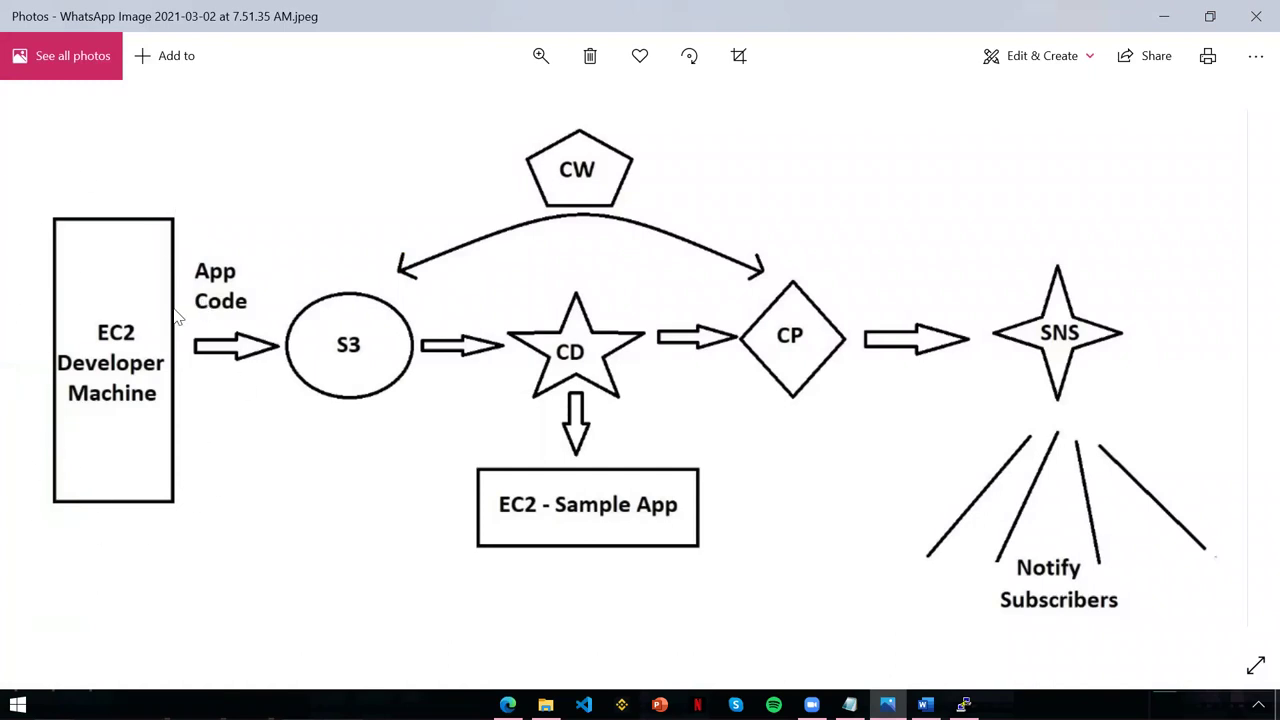 Photos - WhatsApp Image 2021-03-02 at 7.51.35 AM.jpeg
See all photos
Add to
Edit & Create
Share
CW
App
Code
EC2
Developer
Machine
S3
CD
CP
SNS
EC2 - Sample App
Notify
Subscribers